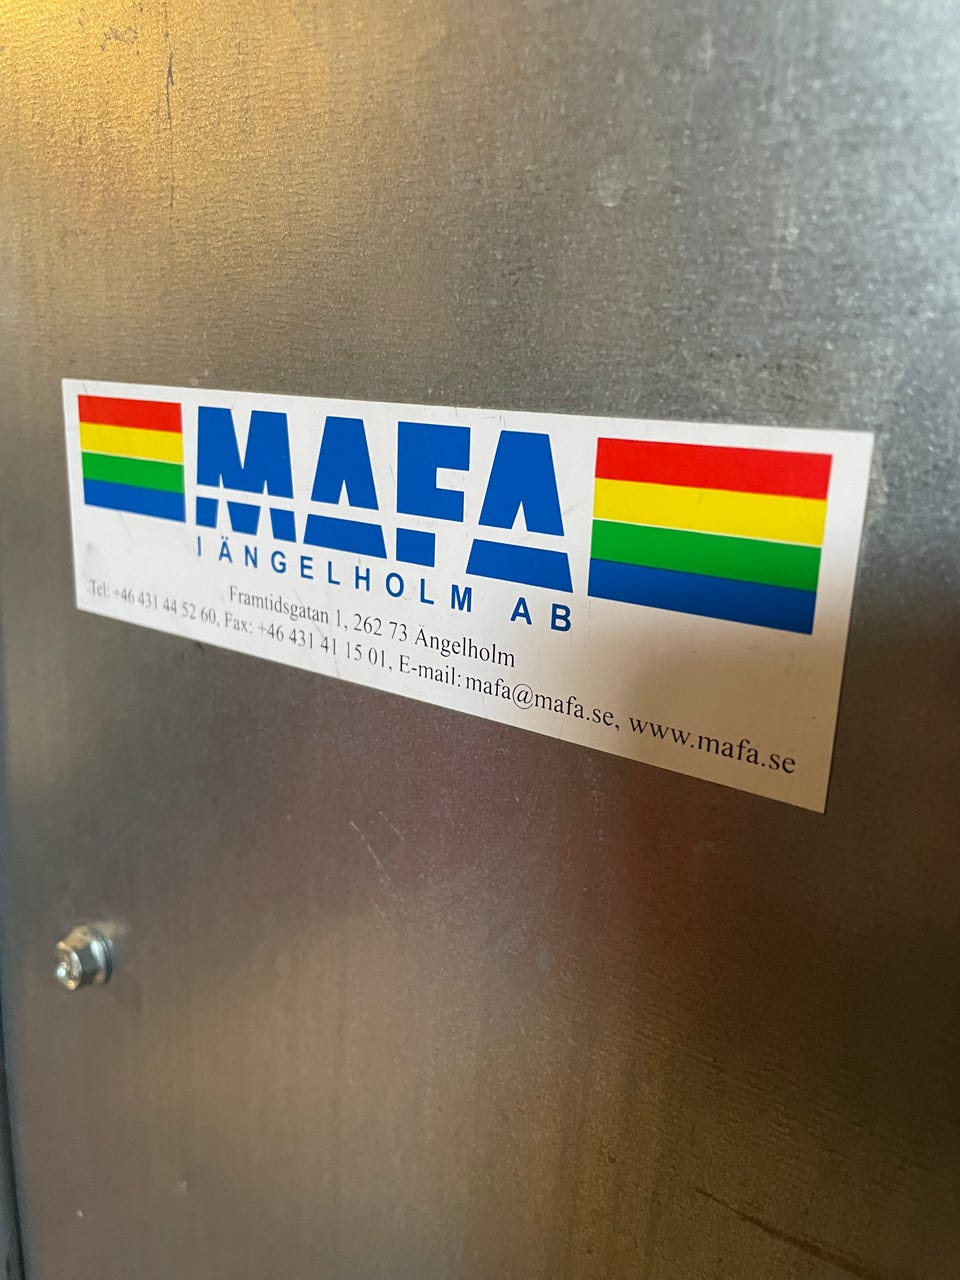 MAFA
I ÄNGELHOLM AB
Framtidsgatan 1, 262 73 Ängelholm
Tel: +46 431 44 52 60, Fax: +46 431 41 15 01, E-mail: mafa@mafa.se, www.mafa.se